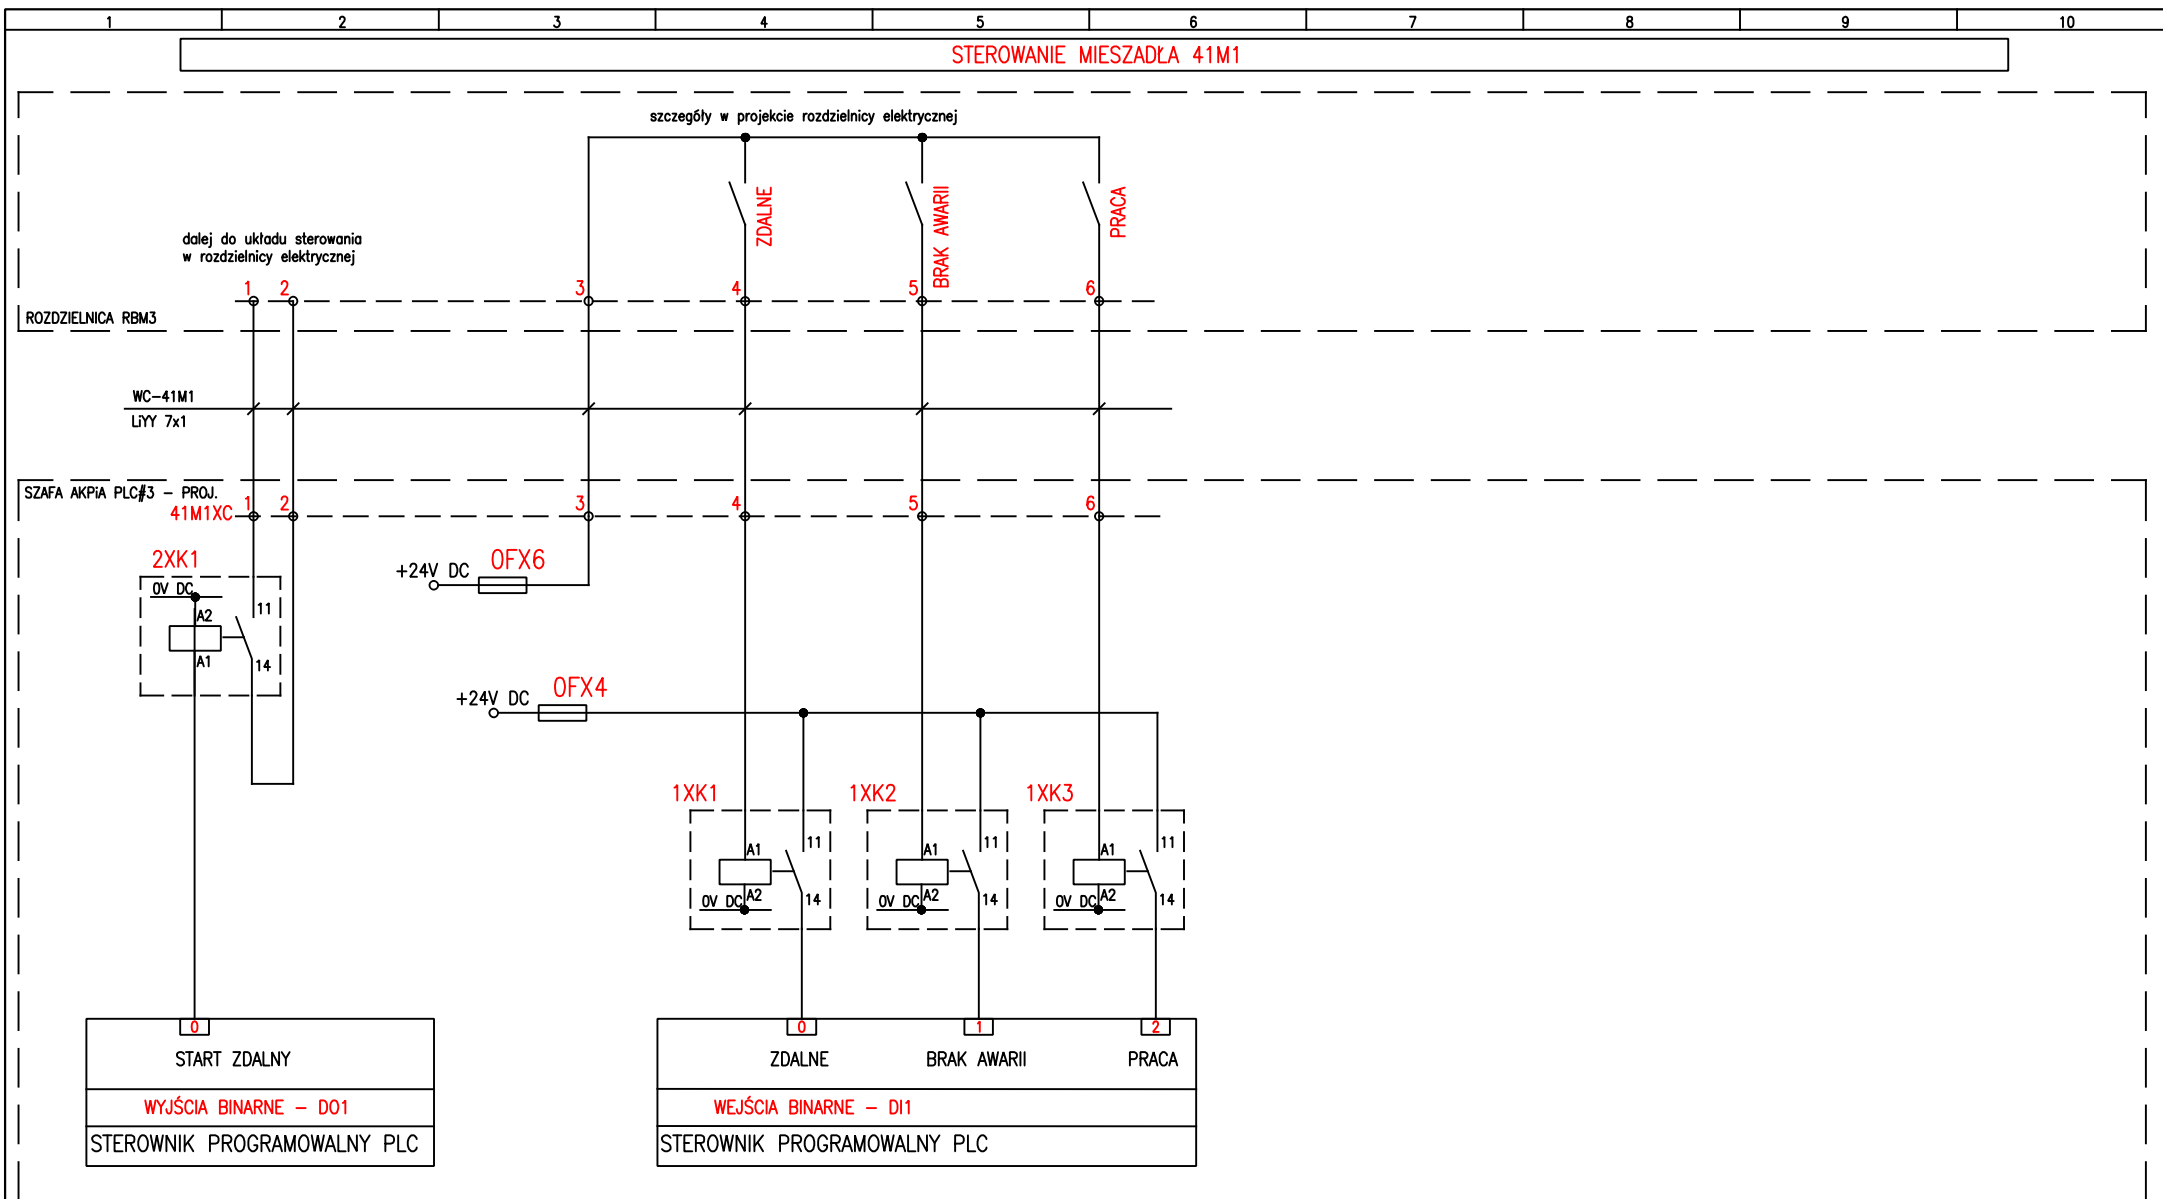 1 2 3 4 5 6 7 8 9 10
STEROWANIE MIESZADŁA 41M1
szczegóły w projekcie rozdzielnicy elektrycznej
ZDALNE
BRAK AWARII
PRACA
dalej do układu sterowania
w rozdzielnicy elektrycznej
1 2 3 4 5 6
ROZDZIELNICA RBM3
WC-41M1
LiYY 7x1
SZAFA AKPiA PLC#3 - PROJ.
41M1XC 1 2 3 4 5 6
2XK1
0V DC
A2
11
A1
14
+24V DC
0FX6
+24V DC
0FX4
1XK1
A1
11
0V DC
A2
14
1XK2
A1
11
0V DC
A2
14
1XK3
A1
11
0V DC
A2
14
0
START ZDALNY
WYJŚCIA BINARNE - DO1
STEROWNIK PROGRAMOWALNY PLC
0 1 2
ZDALNE BRAK AWARII PRACA
WEJŚCIA BINARNE - DI1
STEROWNIK PROGRAMOWALNY PLC